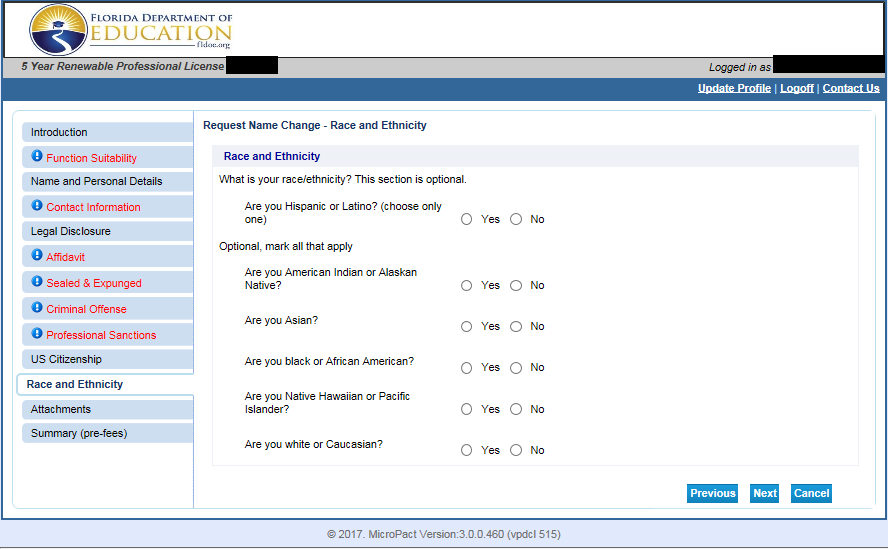 FLORIDA DEPARTMENT OF
EDUCATION
fldoe.org
5 Year Renewable Professional License
Logged in as
Update Profile | Logoff | Contact Us
Introduction
Function Suitability
Name and Personal Details
Contact Information
Legal Disclosure
Affidavit
Sealed & Expunged
Criminal Offense
Professional Sanctions
US Citizenship
Race and Ethnicity
Attachments
Summary (pre-fees)
Request Name Change - Race and Ethnicity
Race and Ethnicity
What is your race/ethnicity? This section is optional.
Are you Hispanic or Latino? (choose only
one)
Yes No
Optional, mark all that apply
Are you American Indian or Alaskan
Native?
Yes No
Are you Asian?
Yes No
Are you black or African American?
Yes No
Are you Native Hawaiian or Pacific
Islander?
Yes No
Are you white or Caucasian?
Yes No
Previous Next Cancel
© 2017. MicroPact Version:3.0.0.460 (vpdcl 515)